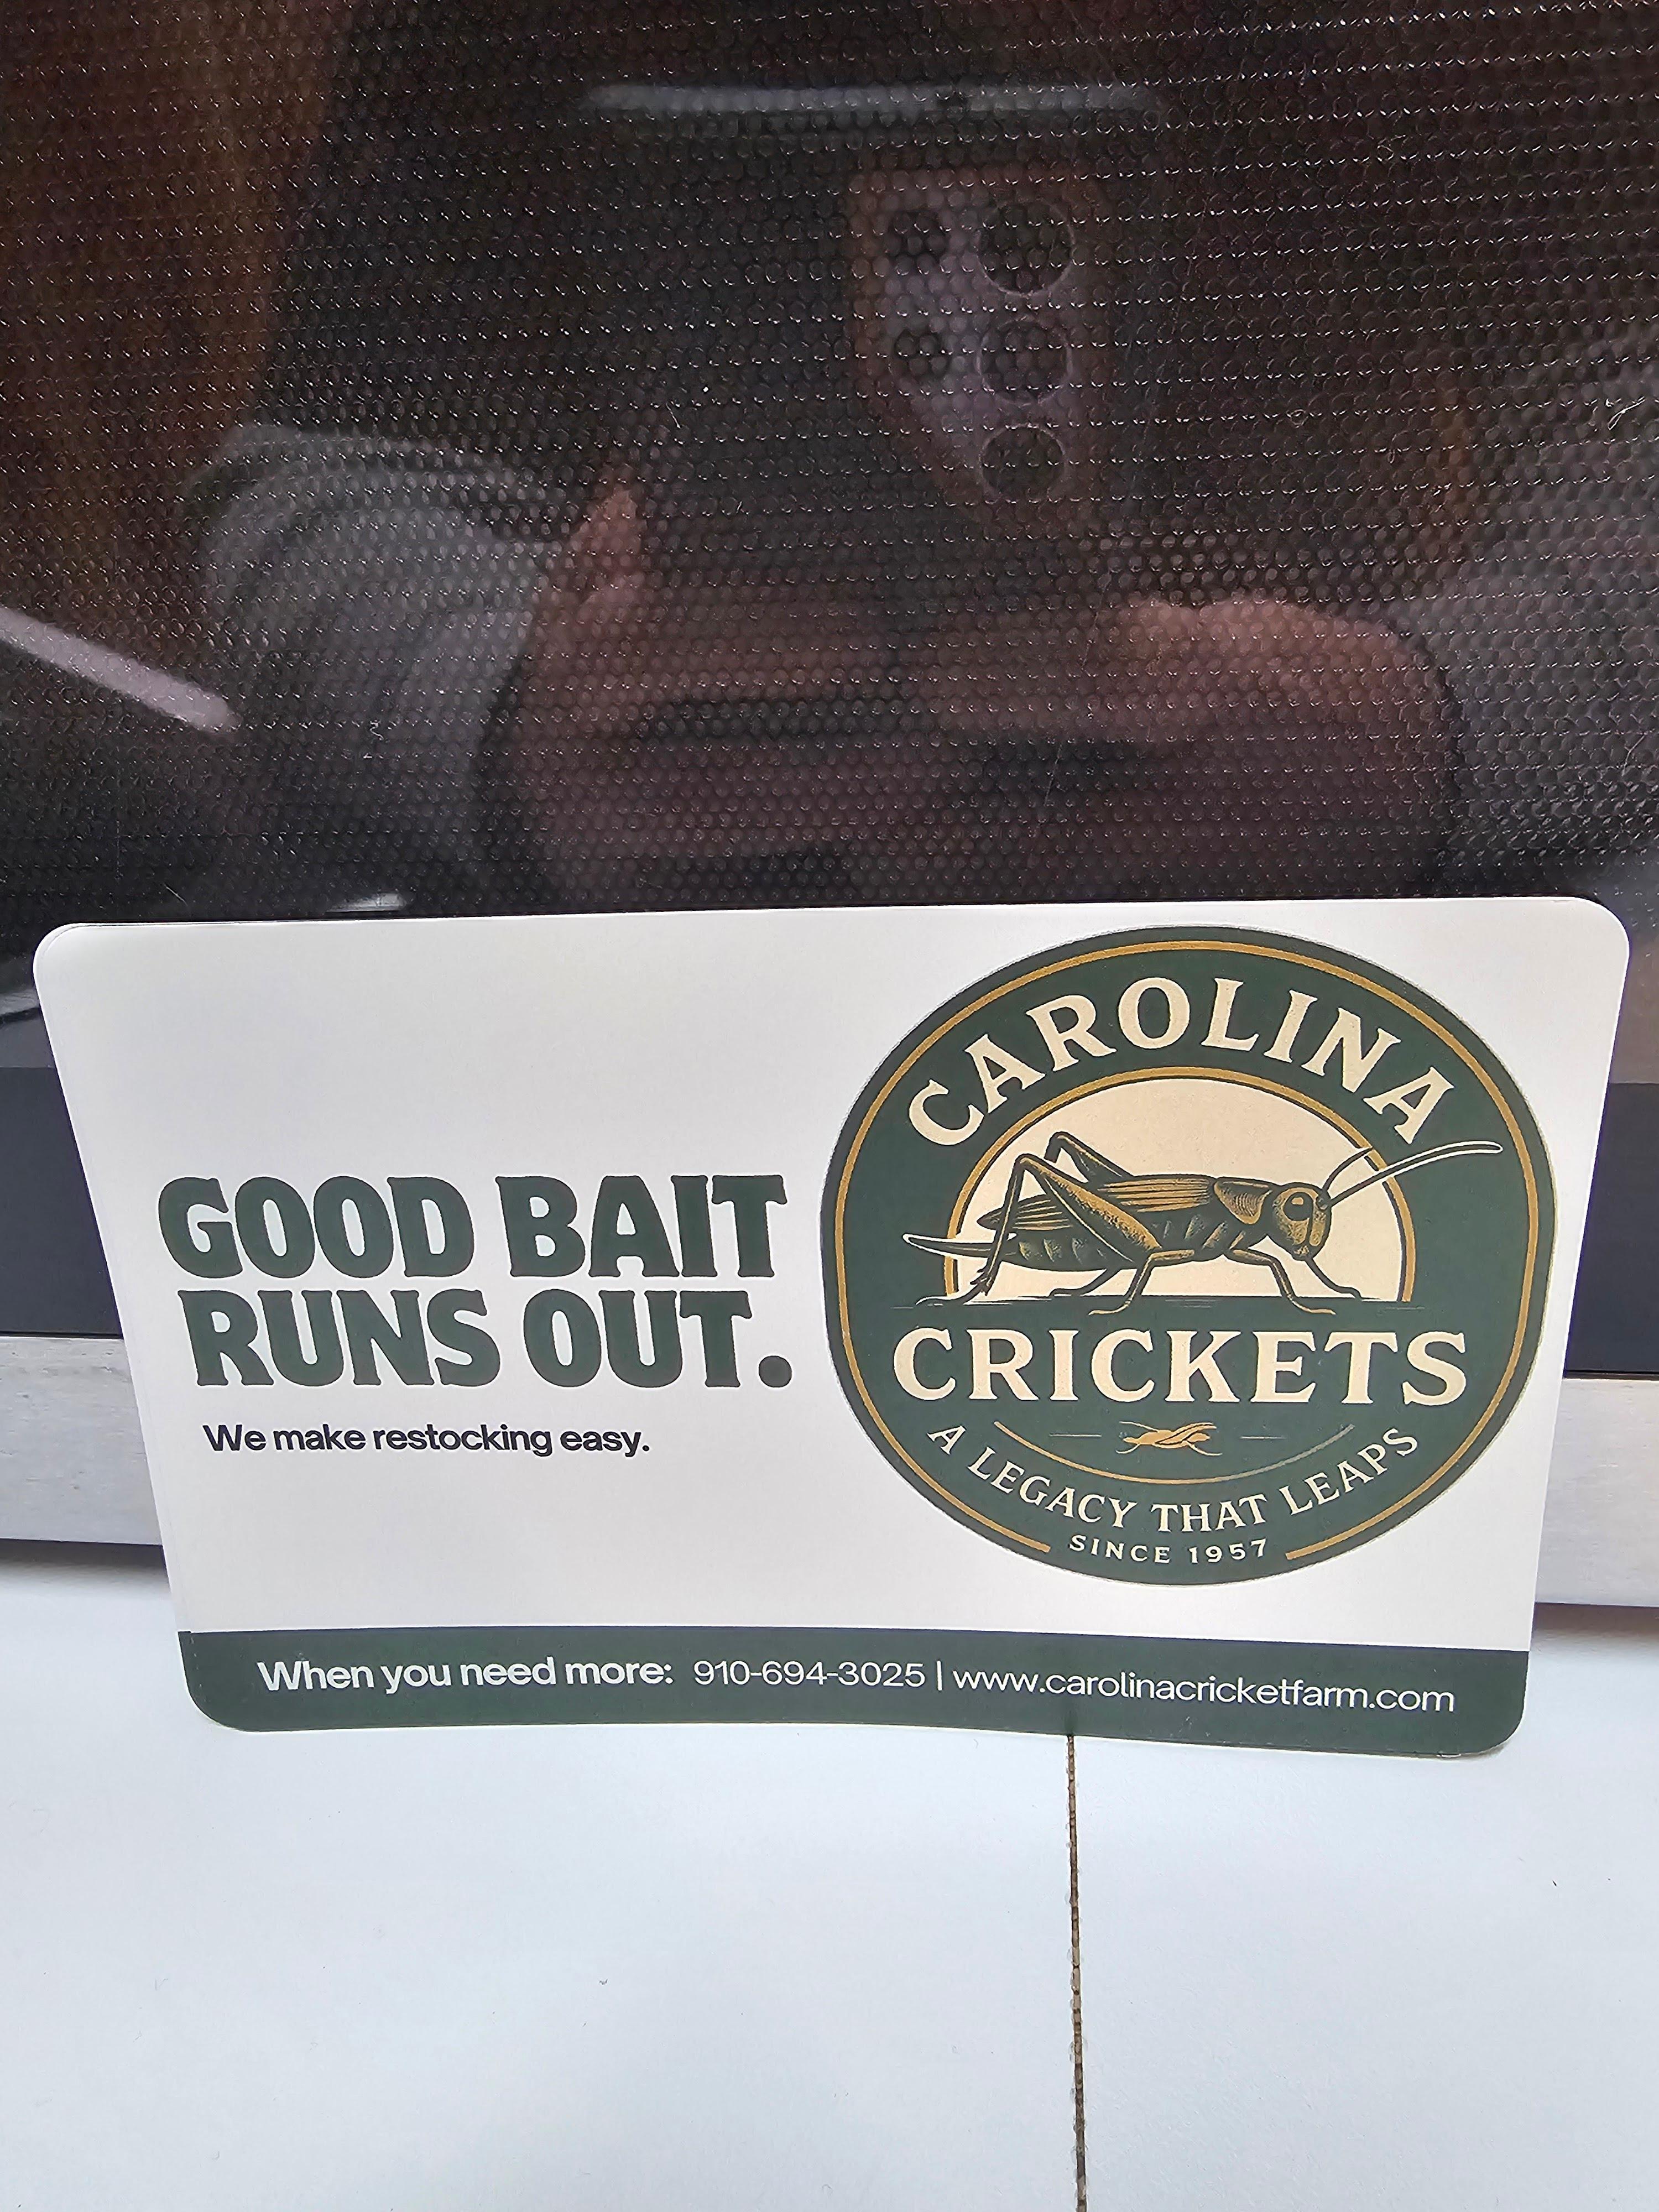 GOOD BAIT
RUNS OUT.
We make restocking easy.
CAROLINA
CRICKETS
A LEGACY THAT LEAPS
SINCE 1957
When you need more: 910-694-3025 | www.carolinacricketfarm.com